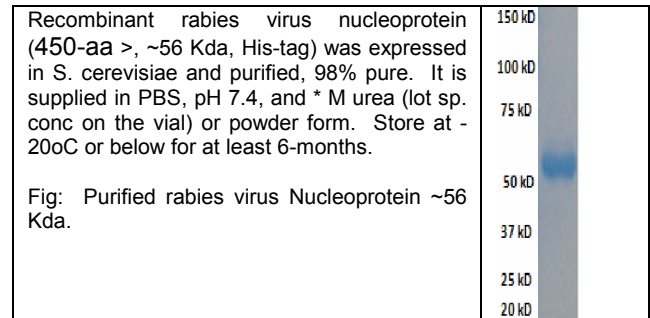 Recombinant rabies virus nucleoprotein
(450-aa >, ~56 Kda, His-tag) was expressed
in S. cerevisiae and purified, 98% pure. It is
supplied in PBS, pH 7.4, and * M urea (lot sp.
conc on the vial) or powder form. Store at -
20oC or below for at least 6-months.
Fig: Purified rabies virus Nucleoprotein ~56
Kda.
150 kD
100 kD
75 kD
50 kD
37 kD
25 kD
20 kD